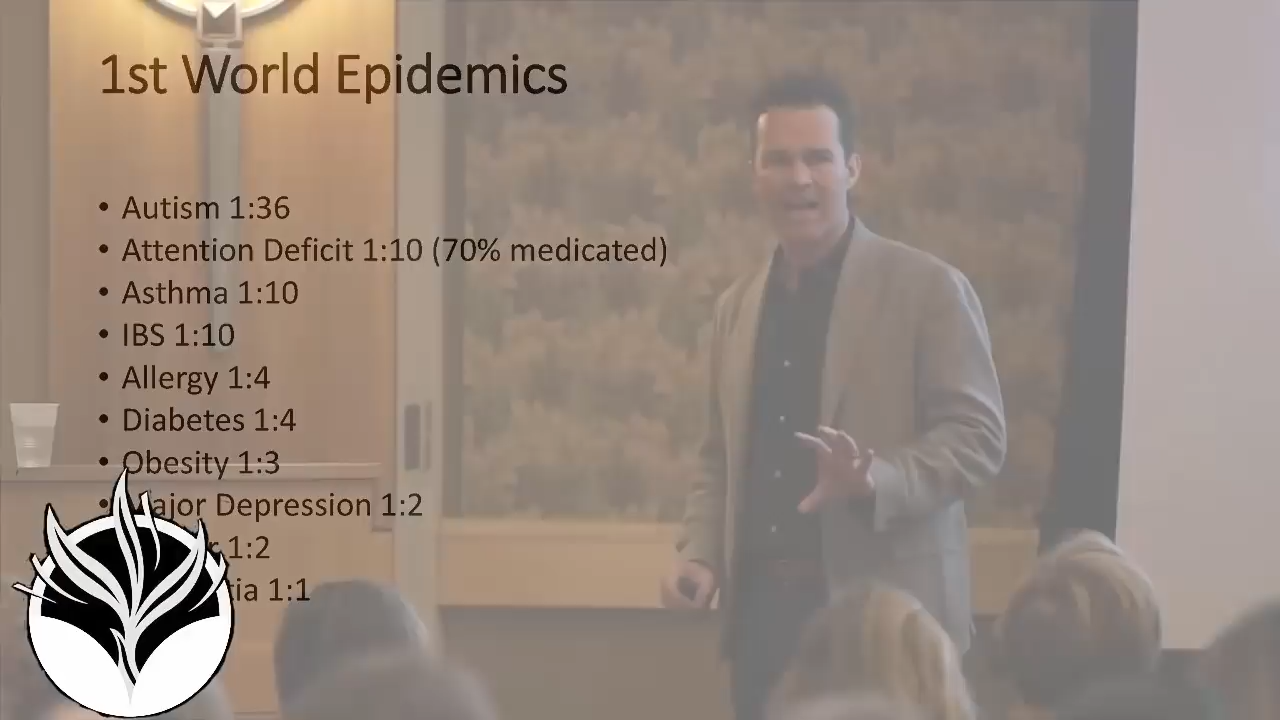 1st World Epidemics
• Autism 1:36
• Attention Deficit 1:10 (70% medicated)
• Asthma 1:10
• IBS 1:10
• Allergy 1:4
• Diabetes 1:4
• Obesity 1:3
• Major Depression 1:2
1:2
1:1